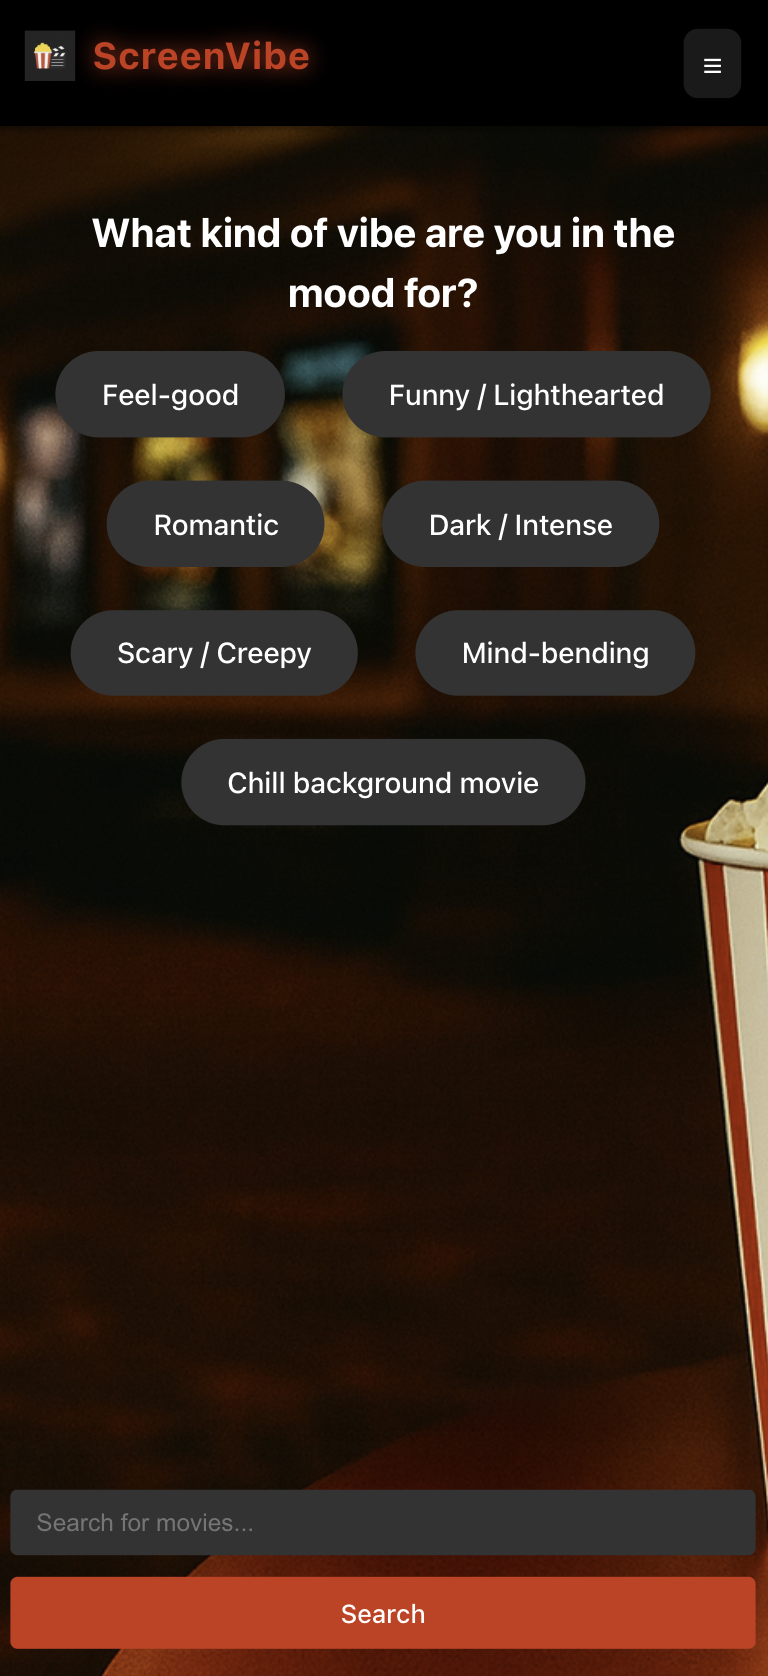 ScreenVibe
What kind of vibe are you in the
mood for?
Feel-good
Funny / Lighthearted
Romantic
Dark / Intense
Scary / Creepy
Mind-bending
Chill background movie
Search for movies...
Search